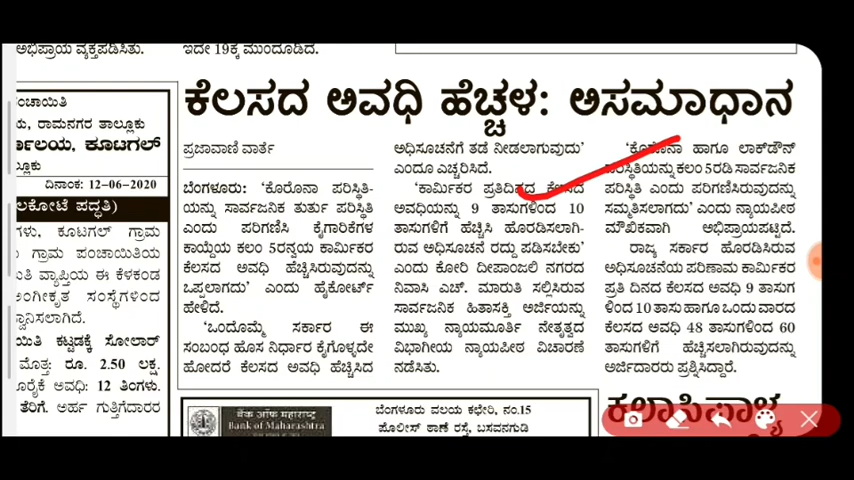 ಅಭಿಪ್ರಾಯ ವ್ಯಕ್ತಪಡಿಸಿತು.
ಇದೇ 19ಕ್ಕೆ ಮುಂದೂಡಿದೆ.
ಪಂಚಾಯಿತಿ
ರಾಮನಗರ ತಾಲ್ಲೂಕು
ಕೂಟಗಲ್
ದಿನಾಂಕ: 12-06-2020
ಕೂಟಗಲ್ ಗ್ರಾಮ
ಗ್ರಾಮ ಪಂಚಾಯಿತಿಯ
ವ್ಯಾಪ್ತಿಯ ಈ ಕೆಳಕಂಡ
ಅಂಗೀಕೃತ ಸಂಸ್ಥೆಗಳಿಂದ
ಕಟ್ಟಡಕ್ಕೆ ಸೋಲಾರ್
ಮೊತ್ತ: ರೂ. 2.50 ಲಕ್ಷ.
ಅವಧಿ: 12 ತಿಂಗಳು.
ತೆರಿಗೆ. ಅರ್ಹ ಗುತ್ತಿಗೆದಾರರ
ಕೆಲಸದ ಅವಧಿ ಹೆಚ್ಚಳ: ಅಸಮಾಧಾನ
ಪ್ರಜಾವಾಣಿ ವಾರ್ತೆ
ಬೆಂಗಳೂರು: ‘ಕೊರೊನಾ ಪರಿಸ್ಥಿತಿ-
ಯನ್ನು ಸಾರ್ವಜನಿಕ ತುರ್ತು ಪರಿಸ್ಥಿತಿ
ಎಂದು ಪರಿಗಣಿಸಿ ಕೈಗಾರಿಕೆಗಳ
ಕಾಯ್ದೆಯ ಕಲಂ 5ರನ್ವಯ ಕಾರ್ಮಿಕರ
ಕೆಲಸದ ಅವಧಿ ಹೆಚ್ಚಿಸಿರುವುದನ್ನು
ಒಪ್ಪಲಾಗದು’ ಎಂದು ಹೈಕೋರ್ಟ್
ಹೇಳಿದೆ.
‘ಒಂದೊಮ್ಮೆ ಸರ್ಕಾರ ಈ
ಸಂಬಂಧ ಹೊಸ ನಿರ್ಧಾರ ಕೈಗೊಳ್ಳದೇ
ಹೋದರೆ ಕೆಲಸದ ಅವಧಿ ಹೆಚ್ಚಿಸಿದ
ಅಧಿಸೂಚನೆಗೆ ತಡೆ ನೀಡಲಾಗುವುದು’
ಎಂದೂ ಎಚ್ಚರಿಸಿದೆ.
‘ಕಾರ್ಮಿಕರ ಪ್ರತಿದಿನದ ಕೆಲಸದ
ಅವಧಿಯನ್ನು 9 ತಾಸುಗಳಿಂದ 10
ತಾಸುಗಳಿಗೆ ಹೆಚ್ಚಿಸಿ ಹೊರಡಿಸಲಾಗಿ-
ರುವ ಅಧಿಸೂಚನೆ ರದ್ದು ಪಡಿಸಬೇಕು’
ಎಂದು ಕೋರಿ ದೀಪಾಂಜಲಿ ನಗರದ
ನಿವಾಸಿ ಎಚ್. ಮಾರುತಿ ಸಲ್ಲಿಸಿರುವ
ಸಾರ್ವಜನಿಕ ಹಿತಾಸಕ್ತಿ ಅರ್ಜಿಯನ್ನು
ಮುಖ್ಯ ನ್ಯಾಯಮೂರ್ತಿ ನೇತೃತ್ವದ
ವಿಭಾಗೀಯ ನ್ಯಾಯಪೀಠ ವಿಚಾರಣೆ
ನಡೆಸಿತು.
‘ಕೊರೊನಾ ಹಾಗೂ ಲಾಕ್‌ಡೌನ್
ಪರಿಸ್ಥಿತಿಯನ್ನು ಕಲಂ 5ರಡಿ ಸಾರ್ವಜನಿಕ
ಪರಿಸ್ಥಿತಿ ಎಂದು ಪರಿಗಣಿಸಿರುವುದನ್ನು
ಸಮ್ಮತಿಸಲಾಗದು’ ಎಂದು ನ್ಯಾಯಪೀಠ
ಮೌಖಿಕವಾಗಿ ಅಭಿಪ್ರಾಯಪಟ್ಟಿದೆ.
ರಾಜ್ಯ ಸರ್ಕಾರ ಹೊರಡಿಸಿರುವ
ಅಧಿಸೂಚನೆಯ ಪರಿಣಾಮ ಕಾರ್ಮಿಕರ
ಪ್ರತಿ ದಿನದ ಕೆಲಸದ ಅವಧಿ 9 ತಾಸುಗ
ಳಿಂದ 10 ತಾಸು ಹಾಗೂ ಒಂದು ವಾರದ
ಕೆಲಸದ ಅವಧಿ 48 ತಾಸುಗಳಿಂದ 60
ತಾಸುಗಳಿಗೆ ಹೆಚ್ಚಿಸಲಾಗಿರುವುದನ್ನು
ಅರ್ಜಿದಾರರು ಪ್ರಶ್ನಿಸಿದ್ದಾರೆ.
बैंक ऑफ महाराष्ट्र
Bank of Maharashtra
ಬೆಂಗಳೂರು ವಲಯ ಕಛೇರಿ, ನಂ.15
ಪೊಲೀಸ್ ಠಾಣೆ ರಸ್ತೆ, ಬಸವನಗುಡಿ